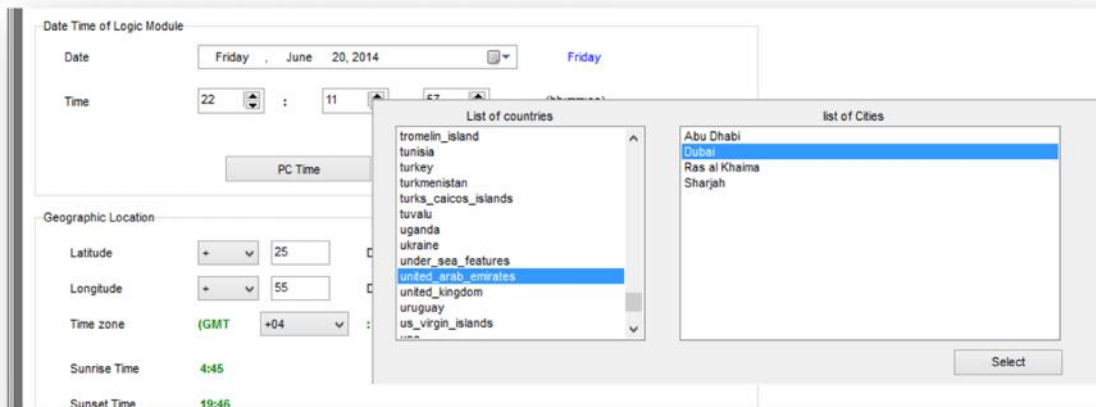 Date Time of Logic Module
Date
Friday , June 20, 2014
Friday
Time
22 : 11
57
PC Time
Geographic Location
Latitude
+
25
Longitude
+
55
Time zone
(GMT +04 :
Sunrise Time
4:45
Sunset Time
19:46
List of countries
tromelin_island
tunisia
turkey
turkmenistan
turks_caicos_islands
tuvalu
uganda
ukraine
under_sea_features
united_arab_emirates
united_kingdom
uruguay
us_virgin_islands
list of Cities
Abu Dhabi
Dubai
Ras al Khaima
Sharjah
Select